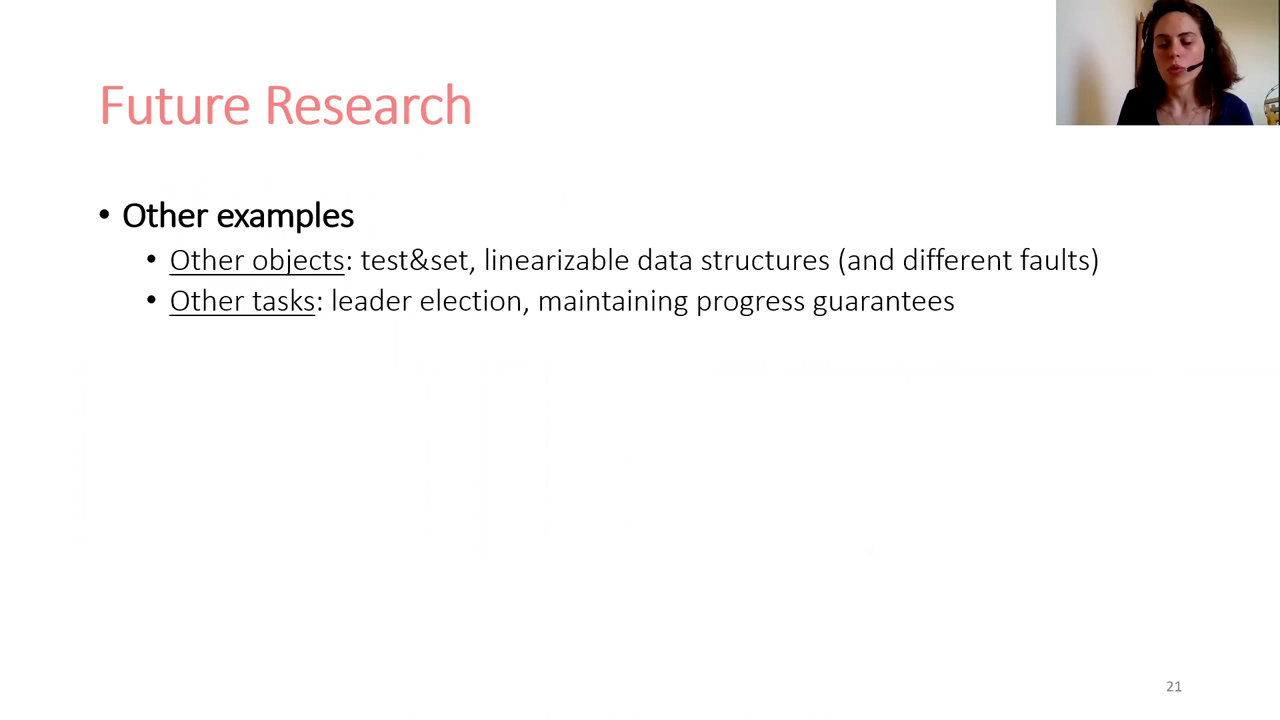 Future Research
• Other examples
• Other objects: test&set, linearizable data structures (and different faults)
• Other tasks: leader election, maintaining progress guarantees
21